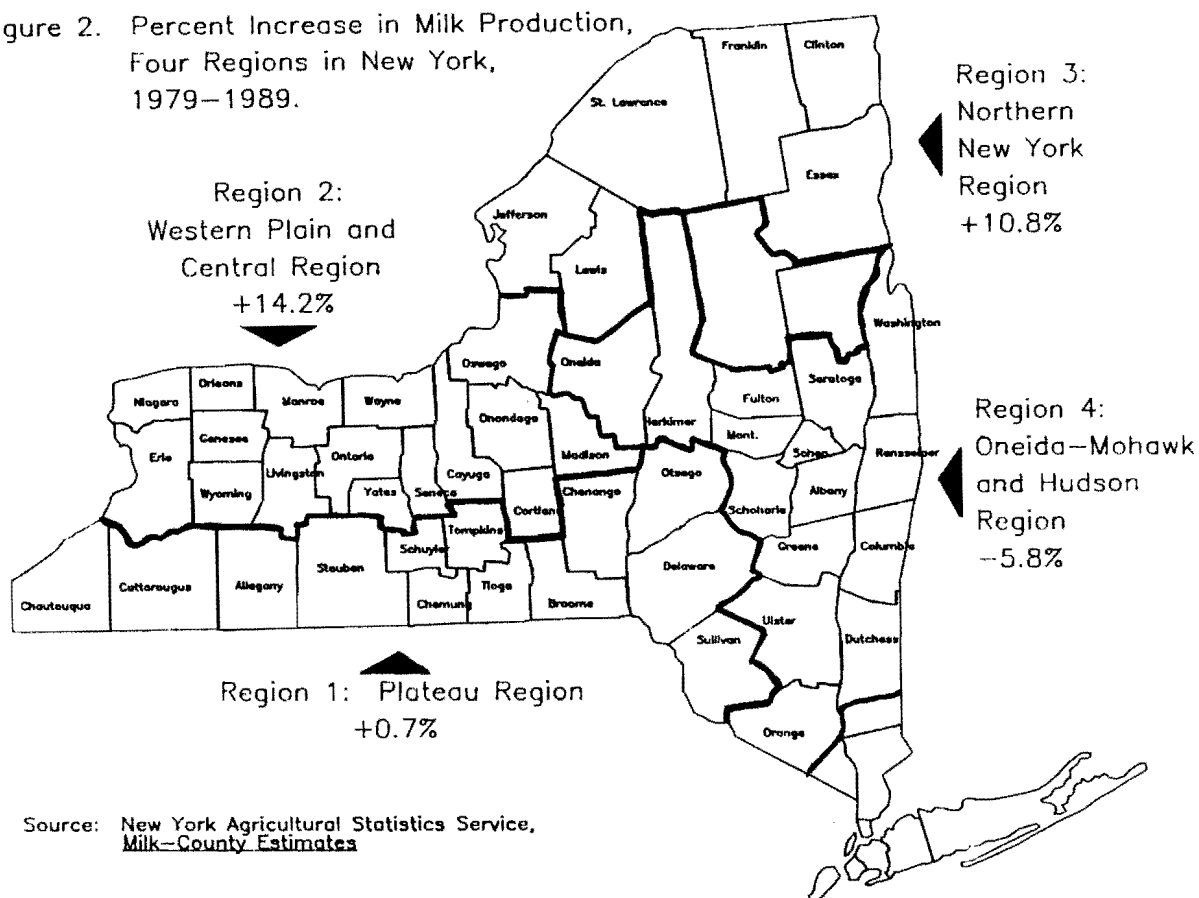 gure 2. Percent Increase in Milk Production,
Four Regions in New York,
1979–1989.
Region 3:
Northern
New York
Region
+10.8%
Region 2:
Western Plain and
Central Region
+14.2%
Region 4:
Oneida–Mohawk
and Hudson
Region
–5.8%
Region 1: Plateau Region
+0.7%
Franklin
Clinton
St. Lawrance
Essex
Jefferson
Lewis
Washington
Oswego
Oneida
Saratoga
Orleans
Niagara
Monroe
Wayne
Fulton
Onondaga
Herkimer
Genesee
Mont.
Erie
Ontario
Madison
Schen.
Rensselaer
Livingston
Cayuga
Otsego
Wyoming
Yates
Seneca
Chenango
Albany
Cortland
Schoharie
Tompkins
Schuyler
Greene
Columbia
Steuben
Delaware
Cattaraugus
Allegany
Tioga
Chautauqua
Chemung
Broome
Ulster
Sullivan
Dutchess
Orange
Source: New York Agricultural Statistics Service,
Milk–County Estimates